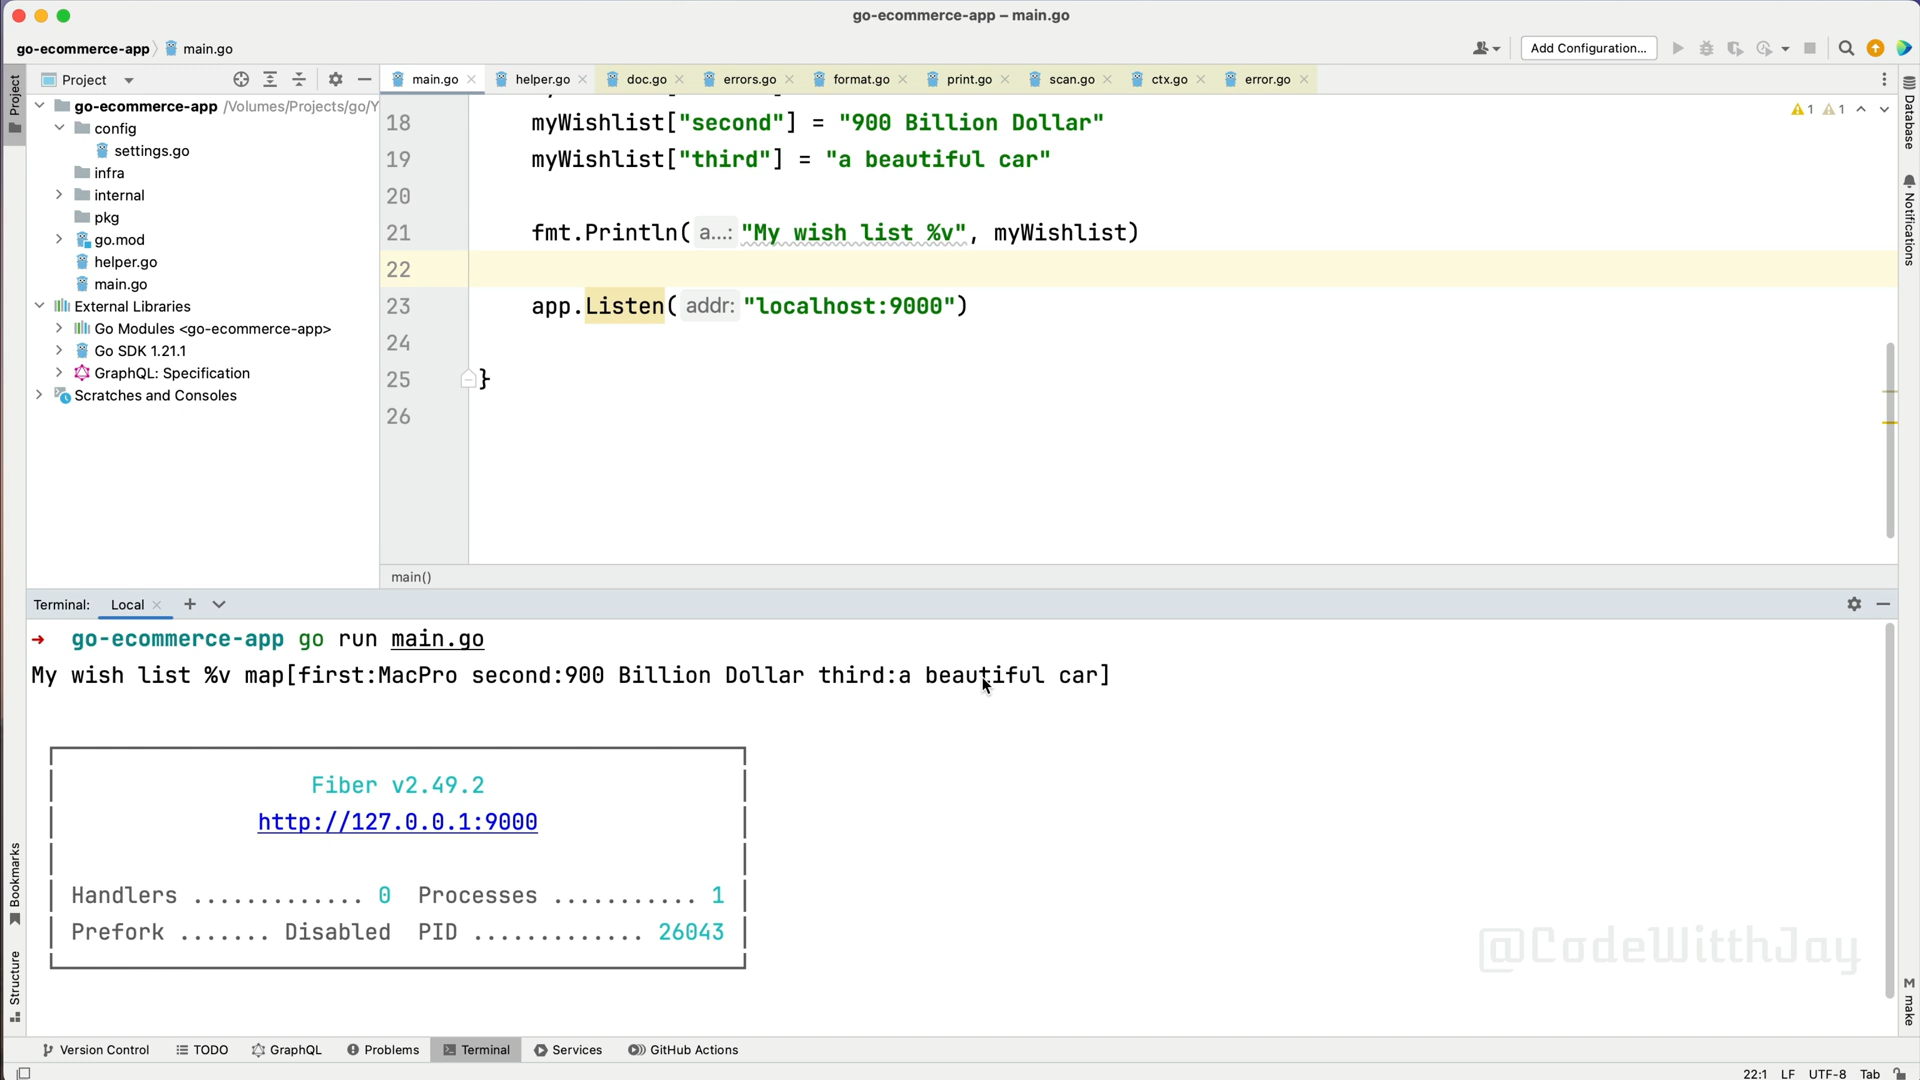 go-ecommerce-app – main.go
go-ecommerce-app main.go
Add Configuration...
Project
main.go helper.go doc.go errors.go format.go print.go scan.go ctx.go error.go
Project
go-ecommerce-app /Volumes/Projects/go/Y
config
settings.go
infra
internal
pkg
go.mod
helper.go
main.go
External Libraries
Go Modules <go-ecommerce-app>
Go SDK 1.21.1
GraphQL: Specification
Scratches and Consoles
1 1
18 myWishlist["second"] = "900 Billion Dollar"
19 myWishlist["third"] = "a beautiful car"
20
21 fmt.Println( a...: "My wish list %v", myWishlist)
22
23 app.Listen( addr: "localhost:9000")
24
25 }
26
main()
Database
Notifications
Terminal: Local
→ go-ecommerce-app go run main.go
My wish list %v map[first:MacPro second:900 Billion Dollar third:a beautiful car]
Fiber v2.49.2
http://127.0.0.1:9000
Handlers ............. 0 Processes ........... 1
Prefork ....... Disabled PID ............. 26043
@CodeWitthJay
Bookmarks
Structure
M make
Version Control TODO GraphQL Problems Terminal Services GitHub Actions
22:1 LF UTF-8 Tab